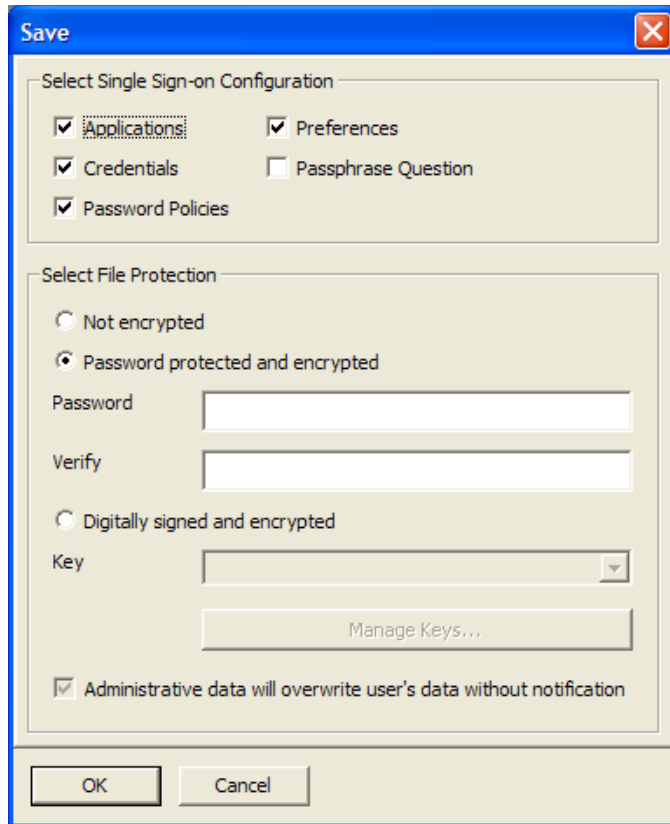 Save
Select Single Sign-on Configuration
Applications Preferences
Credentials Passphrase Question
Password Policies
Select File Protection
Not encrypted
Password protected and encrypted
Password
Verify
Digitally signed and encrypted
Key
Manage Keys...
Administrative data will overwrite user's data without notification
OK Cancel